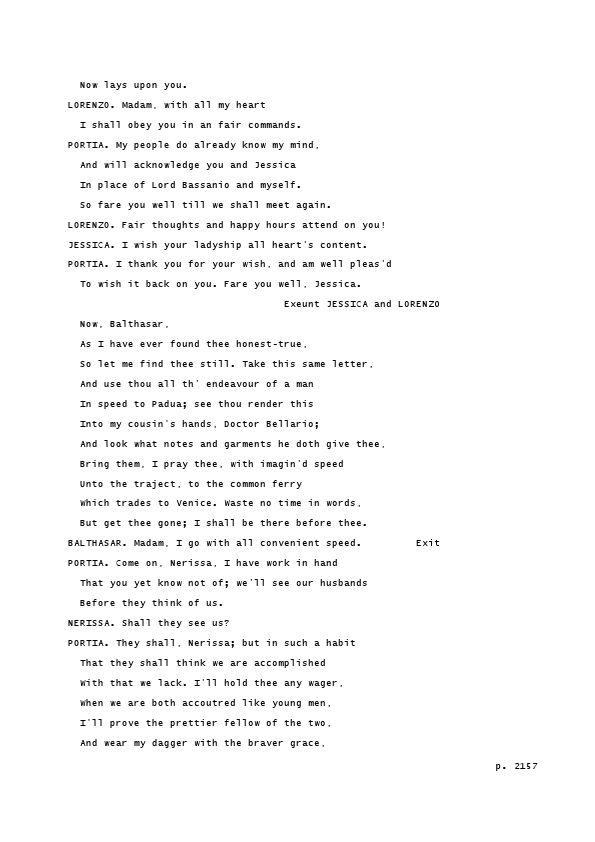 Now lays upon you.
LORENZO. Madam, with all my heart
I shall obey you in an fair commands.
PORTIA. My people do already know my mind,
And will acknowledge you and Jessica
In place of Lord Bassanio and myself.
So fare you well till we shall meet again.
LORENZO. Fair thoughts and happy hours attend on you!
JESSICA. I wish your ladyship all heart's content.
PORTIA. I thank you for your wish, and am well pleas'd
To wish it back on you. Fare you well, Jessica.
Exeunt JESSICA and LORENZO
Now, Balthasar,
As I have ever found thee honest-true,
So let me find thee still. Take this same letter,
And use thou all th' endeavour of a man
In speed to Padua; see thou render this
Into my cousin's hands, Doctor Bellario;
And look what notes and garments he doth give thee,
Bring them, I pray thee, with imagin'd speed
Unto the traject, to the common ferry
Which trades to Venice. Waste no time in words,
But get thee gone; I shall be there before thee.
BALTHASAR. Madam, I go with all convenient speed. Exit
PORTIA. Come on, Nerissa, I have work in hand
That you yet know not of; we'll see our husbands
Before they think of us.
NERISSA. Shall they see us?
PORTIA. They shall, Nerissa; but in such a habit
That they shall think we are accomplished
With that we lack. I'll hold thee any wager,
When we are both accoutred like young men,
I'll prove the prettier fellow of the two,
And wear my dagger with the braver grace,
p. 2157